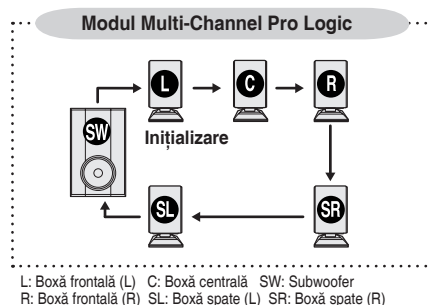 Modul Multi-Channel Pro Logic
L
C
R
SW
Inițializare
SL
SR
L: Boxă frontală (L) C: Boxă centrală SW: Subwoofer
R: Boxă frontală (R) SL: Boxă spate (L) SR: Boxă spate (R)